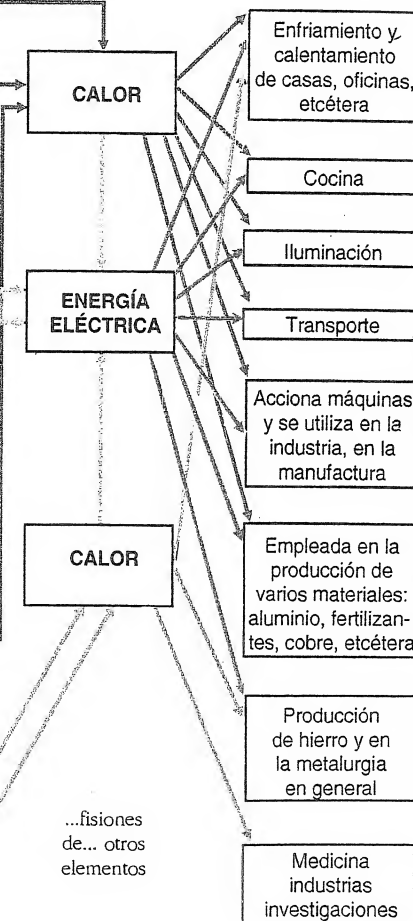 CALOR
ENERGÍA
ELÉCTRICA
CALOR
...fisiones
de... otros
elementos
Enfriamiento y
calentamiento
de casas, oficinas,
etcétera
Cocina
Iluminación
Transporte
Acciona máquinas
y se utiliza en la
industria, en la
manufactura
Empleada en la
producción de
varios materiales:
aluminio, fertilizan-
tes, cobre, etcétera
Producción
de hierro y en
la metalurgia
en general
Medicina
industrias
investigaciones